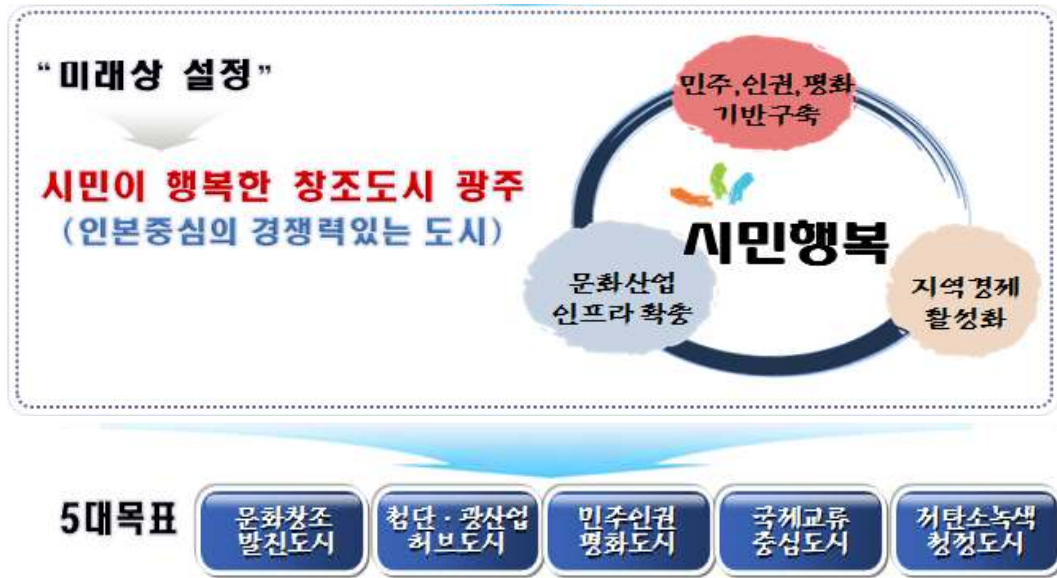 “미래상 설정”
시민이 행복한 창조도시 광주
(인본중심의 경쟁력있는 도시)
민주,인권,평화
기반구축
시민행복
문화산업
인프라 확충
지역경제
활성화
5대목표
문화창조
발전도시
첨단·광산업
허브도시
민주인권
평화도시
국제교류
중심도시
저탄소녹색
청정도시